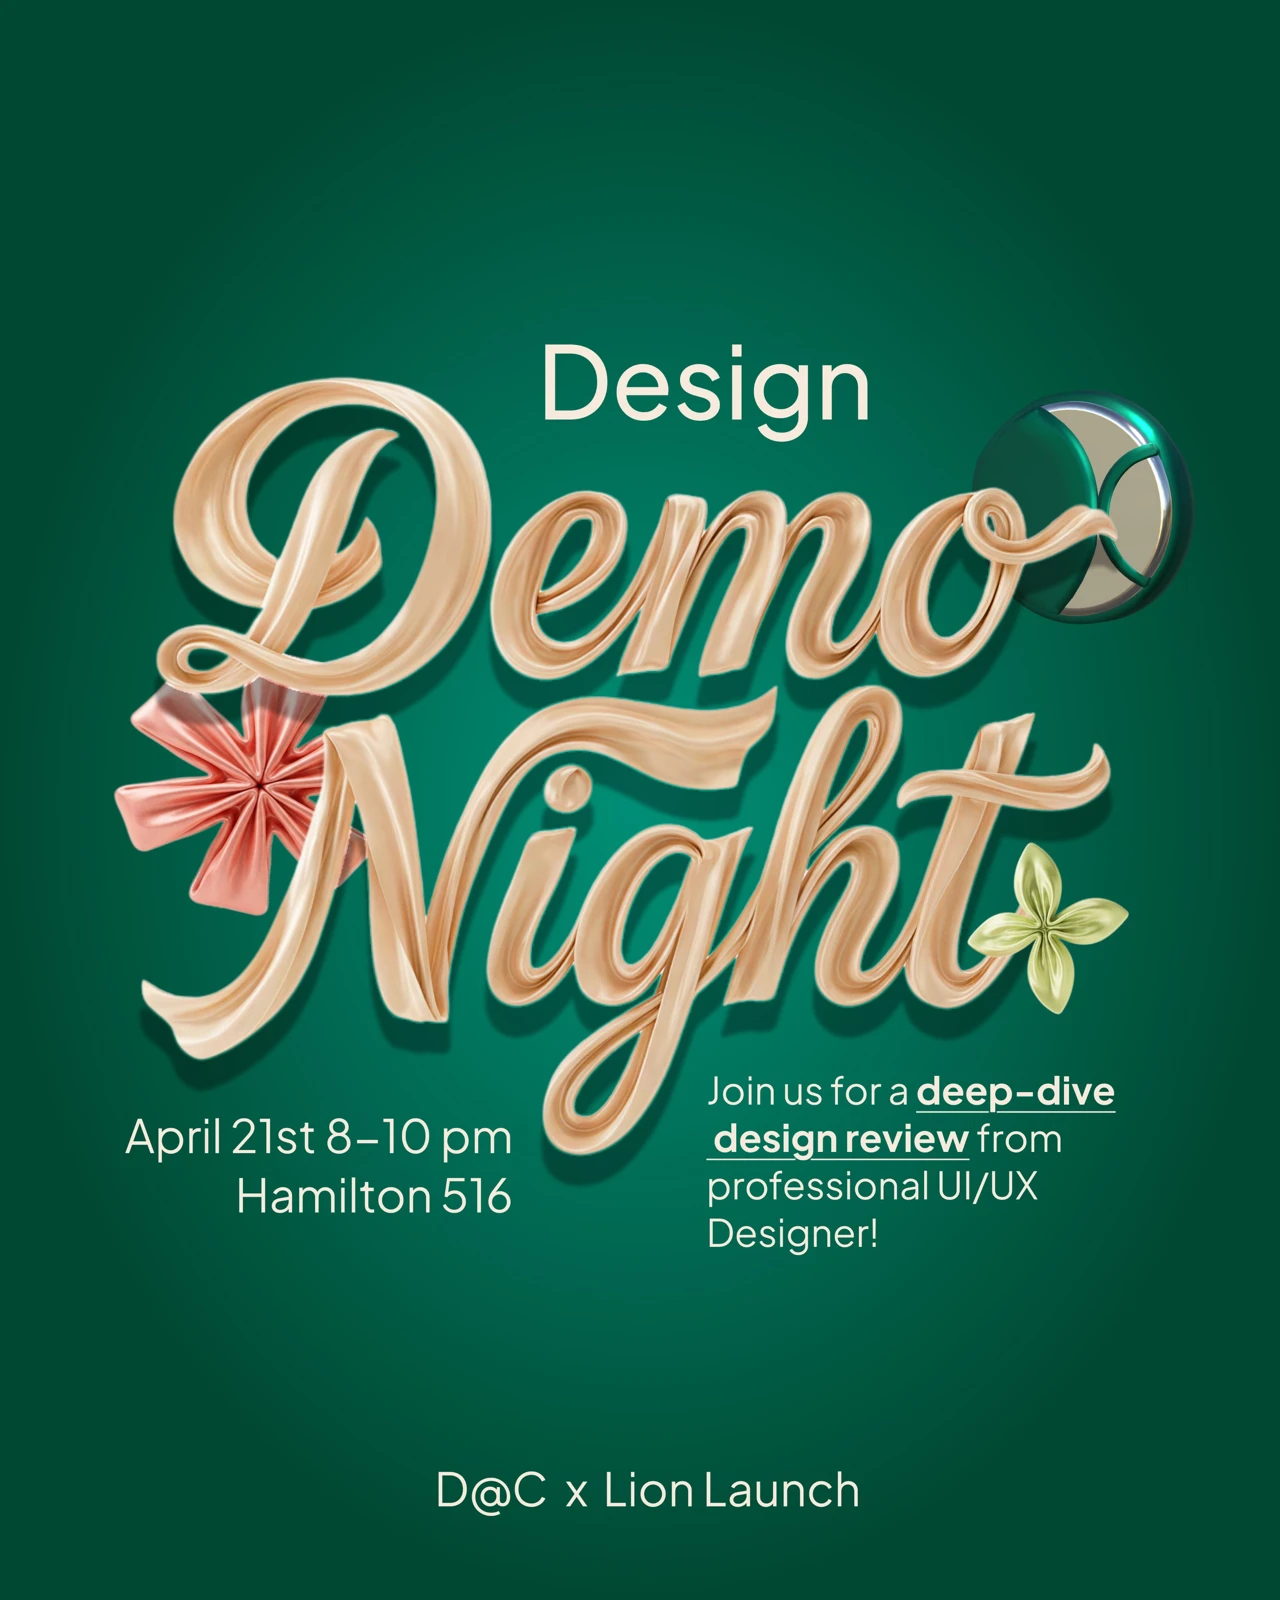 Design
Demo
Night
April 21st 8–10 pm
Hamilton 516
Join us for a deep-dive
design review from
professional UI/UX
Designer!
D@C x Lion Launch